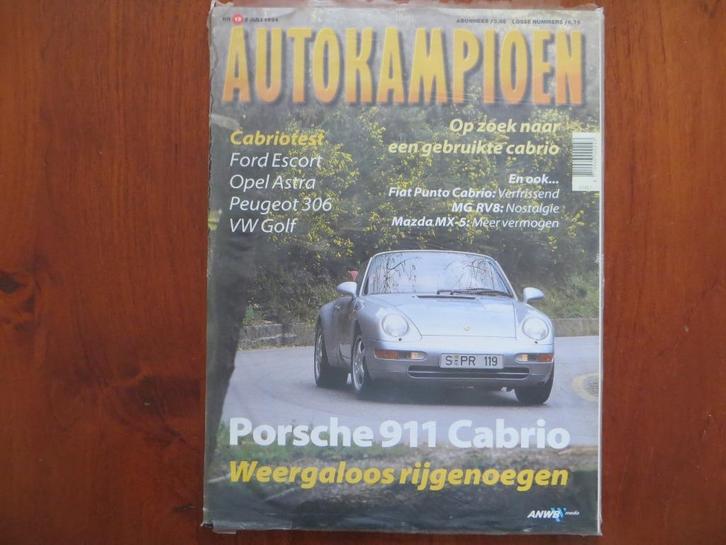 AUTOKAMPIOEN
Op zoek naar
een gebruikte cabrio
Cabriotest
Ford Escort
Opel Astra
Peugeot 306
VW Golf
En ook...
Fiat Punto Cabrio: Verfrissend
MG RV8: Nostalgie
Mazda MX-5: Meer vermogen
S PR 119
Porsche 911 Cabrio
Weergaloos rijgenoegen
ANWB media